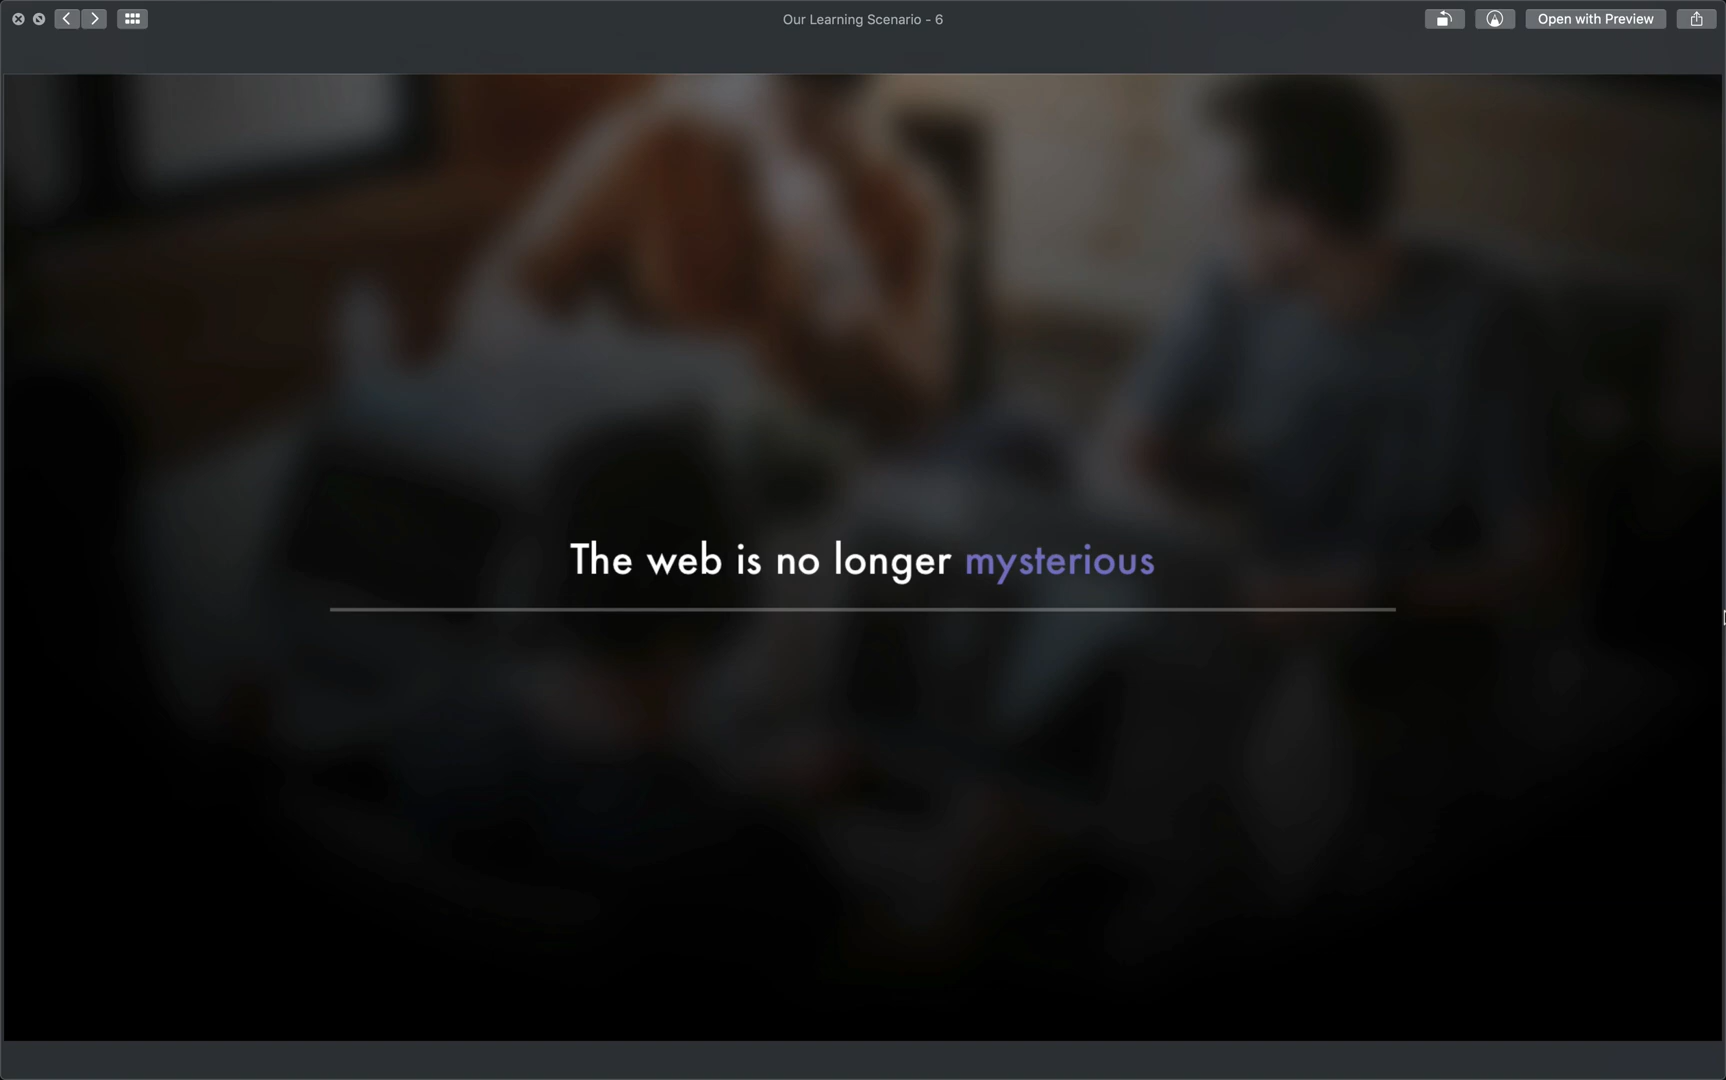 Our Learning Scenario - 6
Open with Preview
The web is no longer mysterious